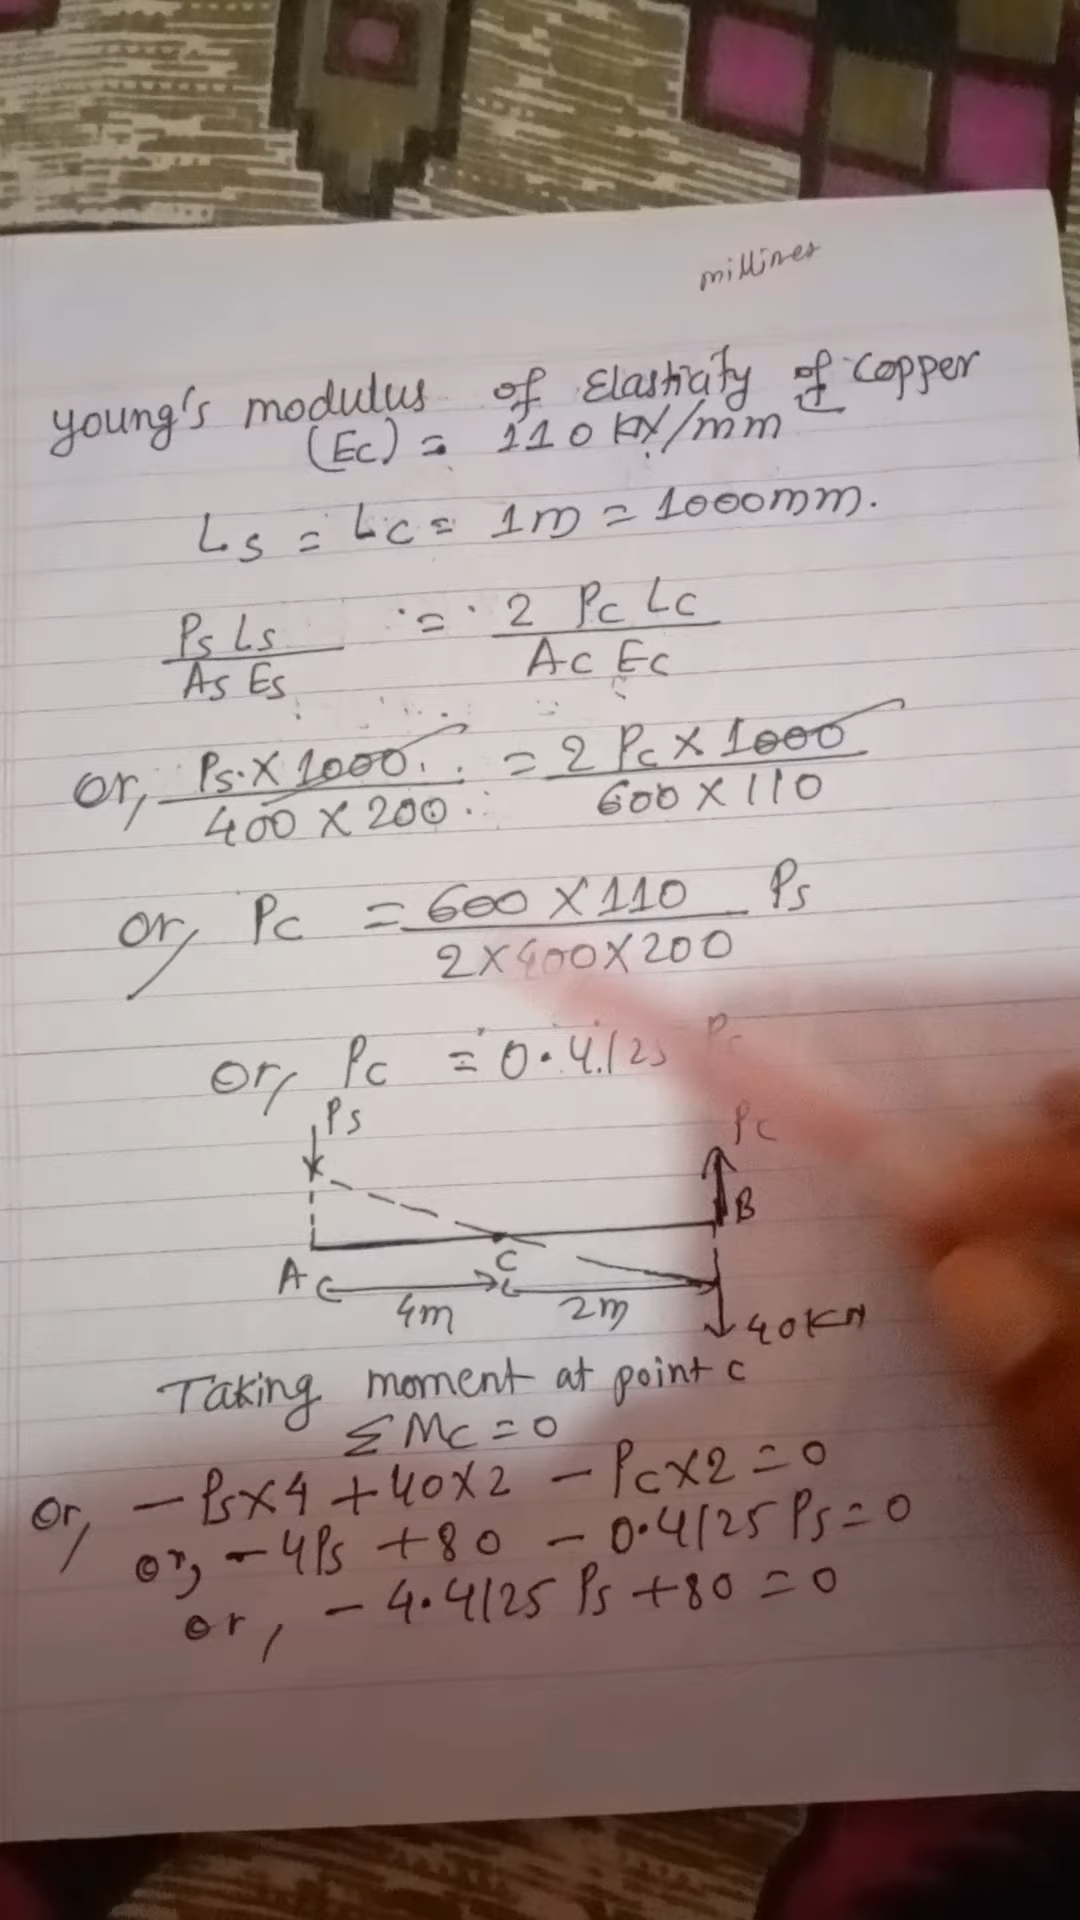 milliner
young's modulus of Elasticity of copper
(Ec) = 110 KN/mm
Ls = Lc = 1m = 1000mm.
Ps Ls / As Es = 2 Pc Lc / Ac Ec
or, Ps × 1000 / 400 × 200 = 2 Pc × 1000 / 600 × 110
or, Pc = 600 × 110 / 2×400×200 Ps
or, Pc = 0.4125
Ps
Pc
B
A
C
4m
2m
40KN
Taking moment at point c
ΣMc = 0
or, - Ps×4 + 40×2 - Pc×2 = 0
or, - 4Ps + 80 - 0.4125 Ps = 0
or, - 4.4125 Ps + 80 = 0